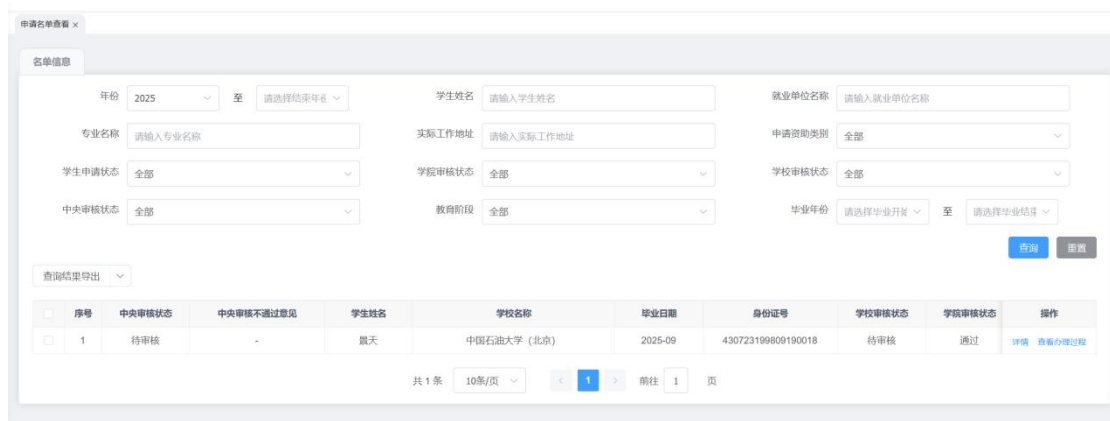 申请名单查看 ×
名单信息
年份 2025 至 请选择结束年份 学生姓名 请输入学生姓名 就业单位名称 请输入就业单位名称
专业名称 请输入专业名称 实际工作地址 请输入实际工作地址 申请资助类别 全部
学生申请状态 全部 学院审核状态 全部 学校审核状态 全部
中央审核状态 全部 教育阶段 全部 毕业年份 请选择毕业开始 至 请选择毕业结束
查询 重置
查询结果导出
序号 中央审核状态 中央审核不通过意见 学生姓名 学校名称 毕业日期 身份证号 学校审核状态 学院审核状态 操作
1 待审核 - 天 中国石油大学(北京) 2025-09 430723199809190018 待审核 通过 详情 查看办理过程
共 1 条 10条/页 < 1 > 前往 1 页